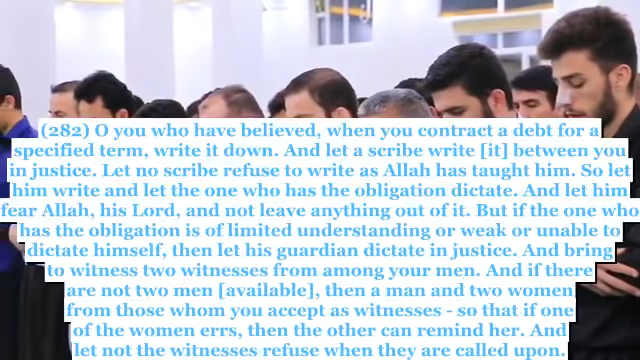 (282) O you who have believed, when you contract a debt for a
specified term, write it down. And let a scribe write [it] between you
in justice. Let no scribe refuse to write as Allah has taught him. So let
him write and let the one who has the obligation dictate. And let him
fear Allah, his Lord, and not leave anything out of it. But if the one who
has the obligation is of limited understanding or weak or unable to
dictate himself, then let his guardian dictate in justice. And bring
to witness two witnesses from among your men. And if there
are not two men [available], then a man and two women
from those whom you accept as witnesses - so that if one
of the women errs, then the other can remind her. And
let not the witnesses refuse when they are called upon.